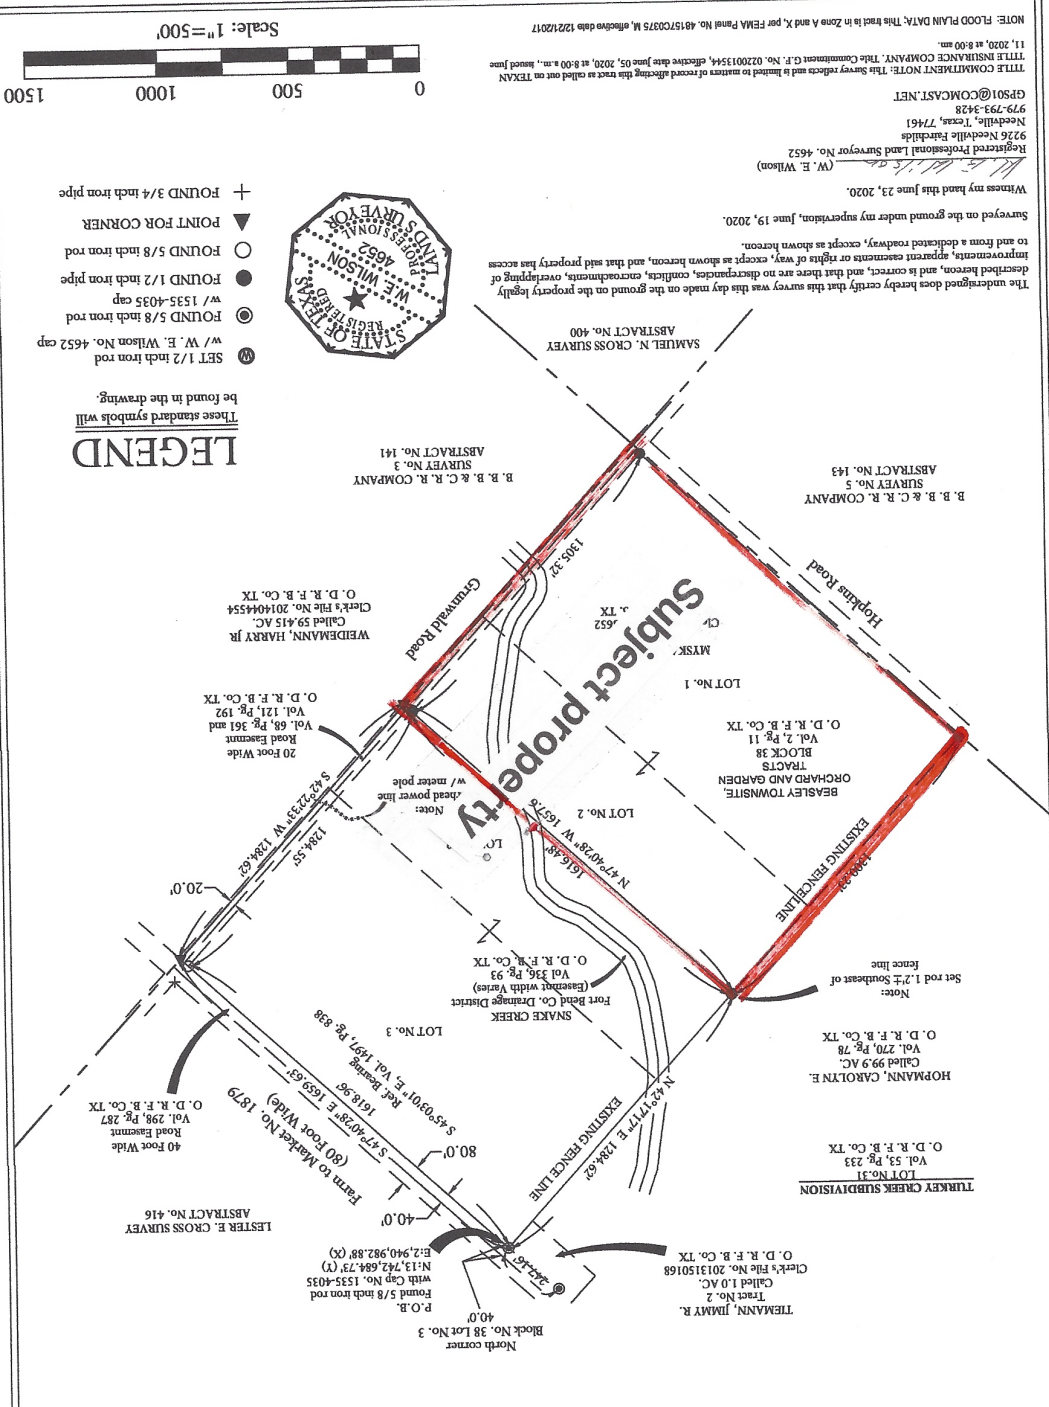 North corner
Block No. 38 Lot No. 3
40.0'
P.O.B.
Found 5/8 inch iron rod
with Cap No. 1535-4035
N:13,742,684.73' (Y)
E:2,940,982.88' (X)
TIEMANN, JIMMY R.
Tract No. 2
Called 1.0 AC.
Clerk's File No. 2013150168
O. D. R. F. B. Co. TX
247.16'
40.0'
80.0'
LESTER E. CROSS SURVEY
ABSTRACT No. 416
TURKEY CREEK SUBDIVISION
LOT No.31
Vol. 53, Pg. 233
O. D. R. F. B. Co. TX
Farm to Market No. 1879
(80 Foot Wide)
S 47°40'28" E 1659.63'
1618.96'
Ref Bearing
S 45°03'01" E, Vol. 1497, Pg. 838
EXISTING FENCE LINE
N 42°17'17" E 1284.62'
40 Foot Wide
Road Easemnt
Vol. 298, Pg. 287
O. D. R. F. B. Co. TX
HOPMANN, CAROLYN E.
Called 99.9 AC.
Vol. 270, Pg. 78
O. D. R. F. B. Co. TX
LOT No. 3
SNAKE CREEK
Fort Bend Co. Drainage District
(Easemnt width Varies)
Vol 336, Pg. 93
O. D. R. F. B. Co. TX
Note:
Set rod 1.2'± Southeast of
fence line
20.0'
S 42°22'33" W 1284.62'
1284.55'
N 47°40'28" W 1657.6
1616.48'
EXISTING FENCE LINE
LO
LOT No. 2
Note:
head power line
w/ meter pole
20 Foot Wide
Road Easemnt
Vol. 68, Pg. 361 and
Vol. 121, Pg. 192
O. D. R. F. B. Co. TX
BEASLEY TOWNSITE,
ORCHARD AND GARDEN
TRACTS
BLOCK 38
Vol. 2, Pg 11
O. D. R. F. B. Co. TX
LOT No. 1
Subject property
MYSK
652
TX
WEIDEMANN, HARRY JR
Called 59.415 AC.
Clerk's File No. 2014044554
O. D. R. F. B. Co. TX
Grunwald Road
1305.32'
Hopkins Road
B. B. B. & C. R. R. COMPANY
SURVEY No. 3
ABSTRACT No. 141
B. B. B. & C. R. R. COMPANY
SURVEY No. 5
ABSTRACT No. 143
SAMUEL N. CROSS SURVEY
ABSTRACT No. 400
LEGEND
These standard symbols will
be found in the drawing.
W SET 1/2 inch iron rod
w/ W. E. Wilson No. 4652 cap
FOUND 5/8 inch iron rod
w/ 1535-4035 cap
FOUND 1/2 inch iron pipe
FOUND 5/8 inch iron rod
POINT FOR CORNER
FOUND 3/4 inch iron pipe
STATE OF TEXAS
REGISTERED
W.E. WILSON
4652
PROFESSIONAL
LAND SURVEYOR
The undersigned does hereby certify that this survey was this day made on the ground on the property legally
described hereon, and is correct, and that there are no discrepancies, conflicts, encroachments, overlapping of
improvements, apparent easements or rights of way, except as shown hereon, and that said property has access
to and from a dedicated roadway, except as shown hereon.
Surveyed on the ground under my supervision, June 19, 2020.
Witness my hand this June 23, 2020.
(W. E. Wilson)
Registered Professional Land Surveyor No. 4652
9226 Needville Fairchilds
Needville, Texas, 77461
979-793-3428
GPS01@COMCAST.NET
TITLE COMMITMENT NOTE: This Survey reflects and is limited to matters of record affecting this tract as called out on TEXAN
TITLE INSURANCE COMPANY. Title Commitment G.F. No. 0220013544, effective date June 05, 2020, at 8:00 a.m., issued June
11, 2020, at 8:00 am.
NOTE: FLOOD PLAIN DATA; This tract is in Zone A and X, per FEMA Panel No. 48157C0375 M, effective date 12/21/2017
0 500 1000 1500
Scale: 1"=500'